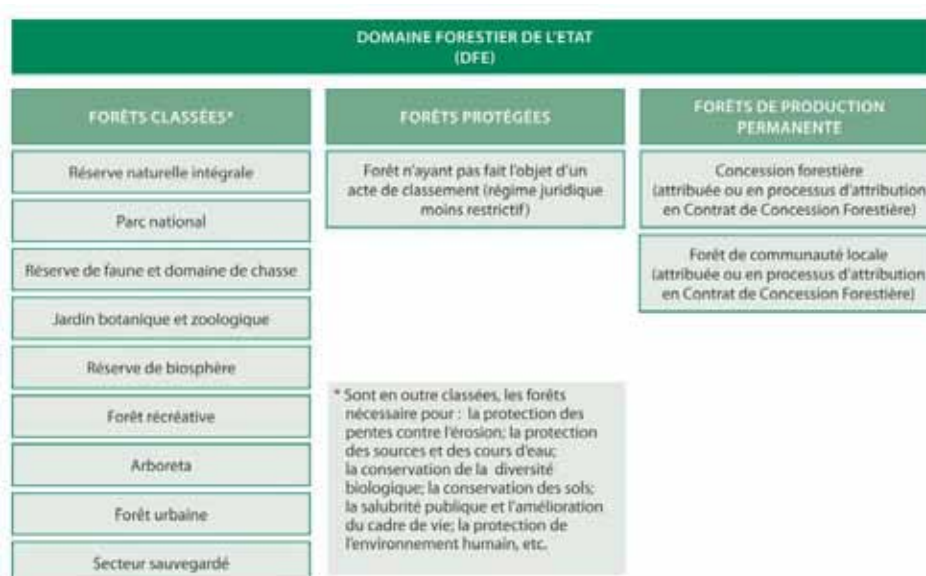 DOMAINE FORESTIER DE L'ETAT
(DFE)
FORÊTS CLASSÉES*
Réserve naturelle intégrale
Parc national
Réserve de faune et domaine de chasse
Jardin botanique et zoologique
Réserve de biosphère
Forêt récréative
Arboreta
Forêt urbaine
Secteur sauvegardé
FORÊTS PROTÉGÉES
Forêt n'ayant pas fait l'objet d'un
acte de classement (régime juridique
moins restrictif)
* Sont en outre classées, les forêts
nécessaire pour : la protection des
pentes contre l'érosion; la protection
des sources et des cours d'eau;
la conservation de la diversité
biologique; la conservation des sols;
la salubrité publique et l'amélioration
du cadre de vie; la protection de
l'environnement humain, etc.
FORÊTS DE PRODUCTION
PERMANENTE
Concession forestière
(attribuée ou en processus d'attribution
en Contrat de Concession Forestière)
Forêt de communauté locale
(attribuée ou en processus d'attribution
en Contrat de Concession Forestière)